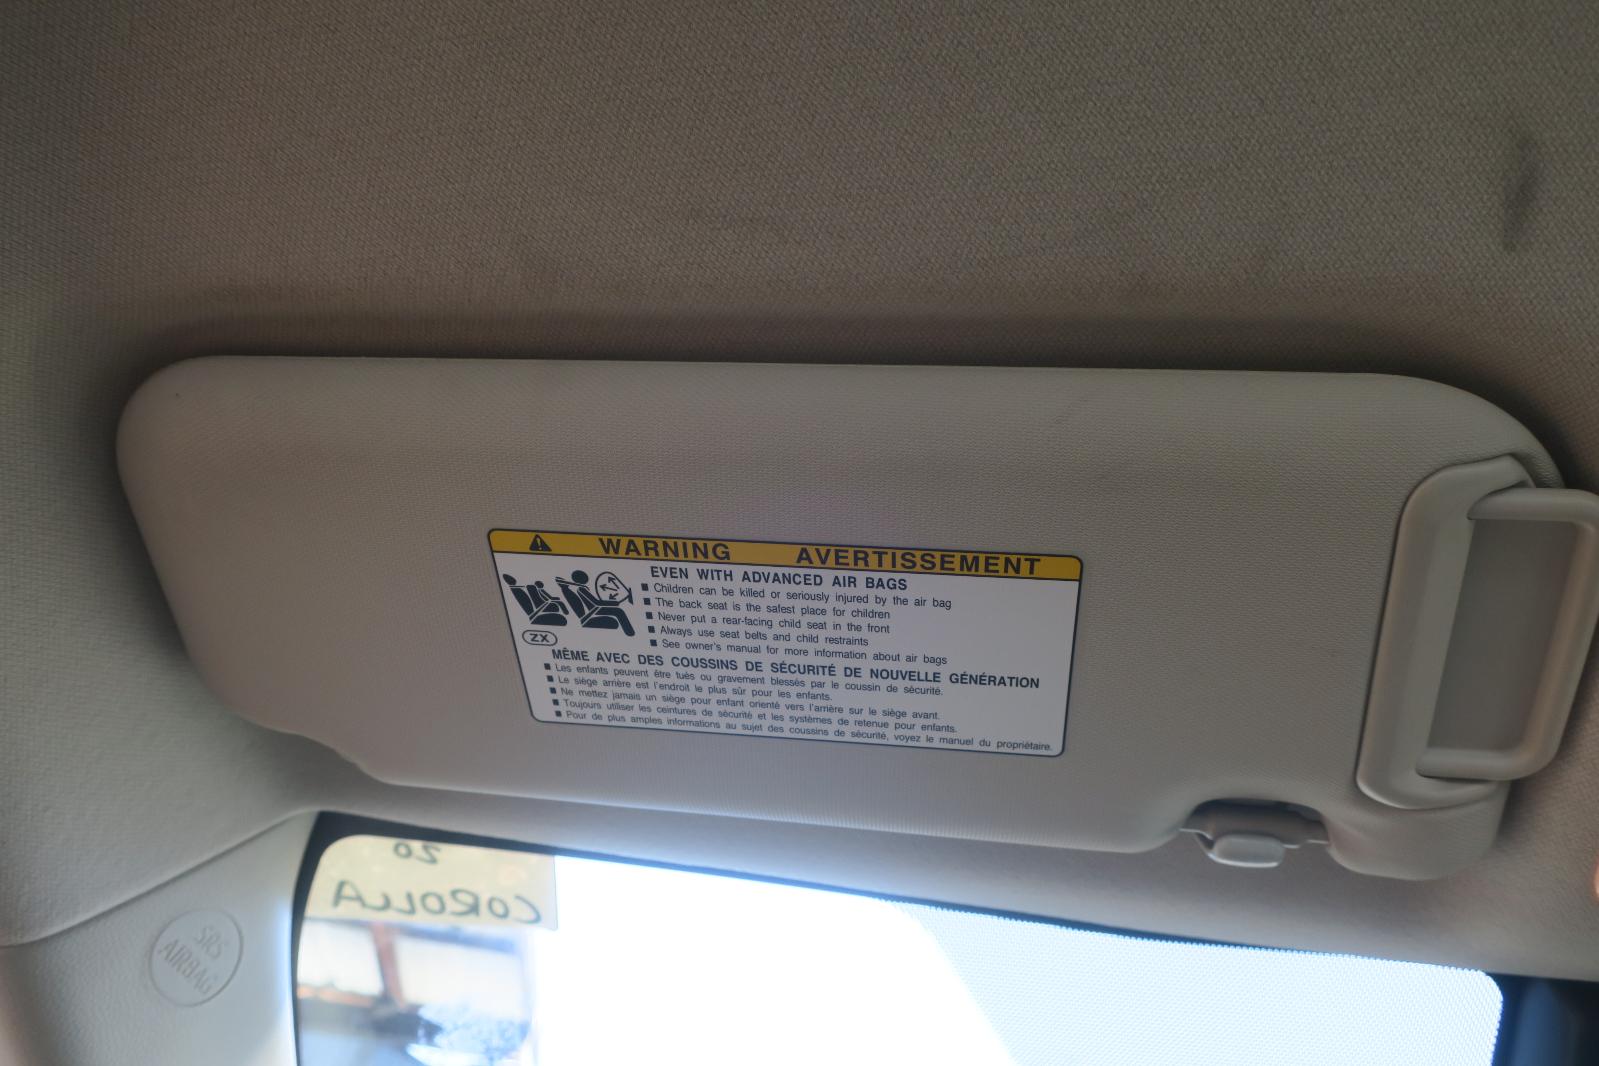 WARNING AVERTISSEMENT
EVEN WITH ADVANCED AIR BAGS
■ Children can be killed or seriously injured by the air bag
■ The back seat is the safest place for children
■ Never put a rear-facing child seat in the front
■ Always use seat belts and child restraints
■ See owner's manual for more information about air bags
ZX
MÊME AVEC DES COUSSINS DE SÉCURITÉ DE NOUVELLE GÉNÉRATION
■ Les enfants peuvent être tués ou gravement blessés par le coussin de sécurité.
■ Le siège arrière est l'endroit le plus sûr pour les enfants.
■ Ne mettez jamais un siège pour enfant orienté vers l'arrière sur le siège avant.
■ Toujours utiliser les ceintures de sécurité et les systèmes de retenue pour enfants.
■ Pour de plus amples informations au sujet des coussins de sécurité, voyez le manuel du propriétaire.
20
COROLLA
SRS
AIRBAG